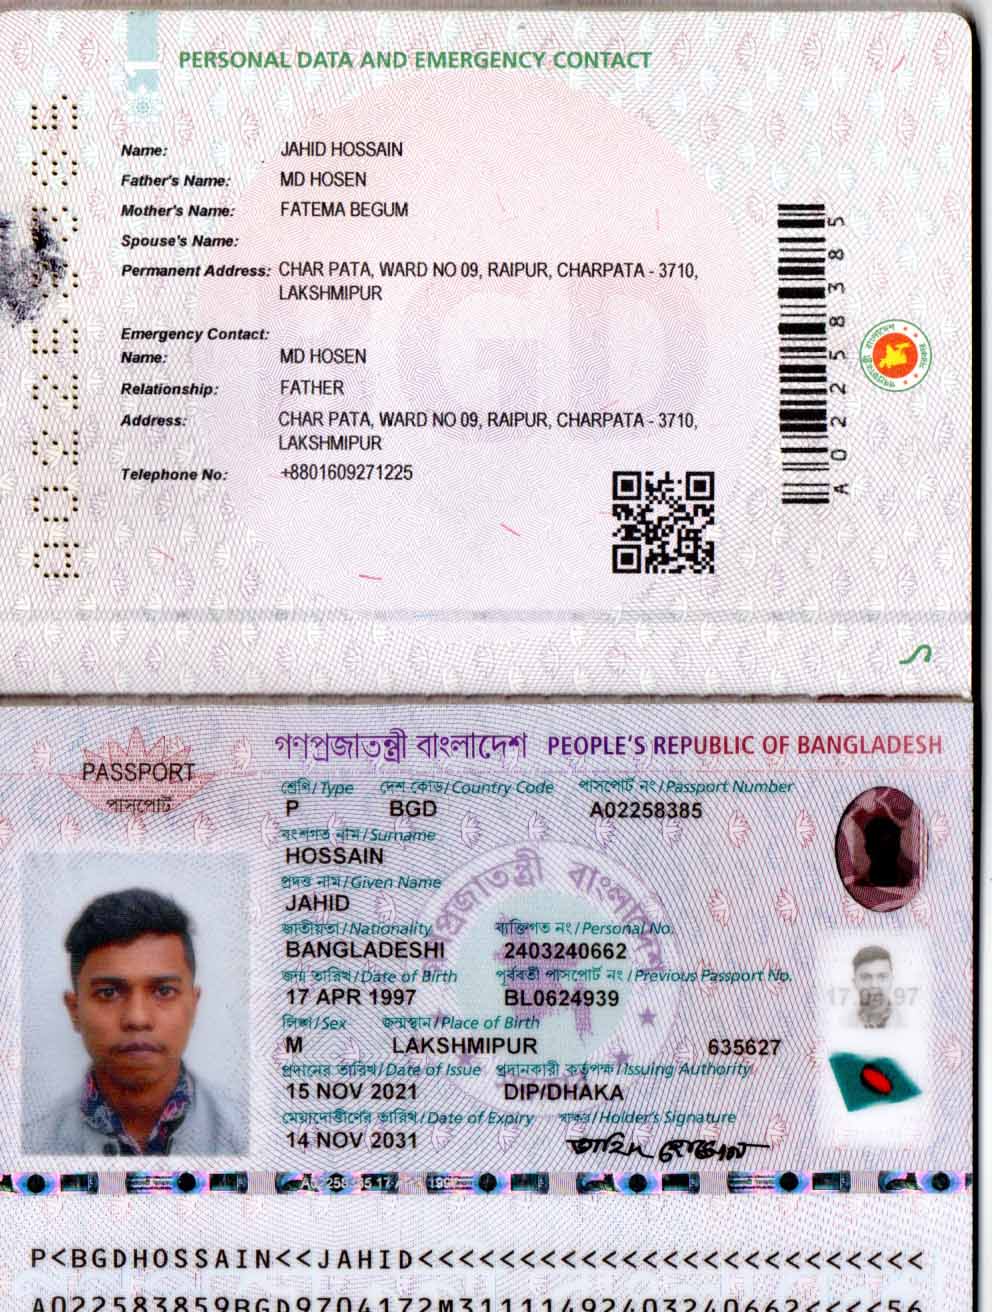 PERSONAL DATA AND EMERGENCY CONTACT
Name: JAHID HOSSAIN
Father's Name: MD HOSEN
Mother's Name: FATEMA BEGUM
Spouse's Name:
Permanent Address: CHAR PATA, WARD NO 09, RAIPUR, CHARPATA - 3710,
LAKSHMIPUR
Emergency Contact:
Name: MD HOSEN
Relationship: FATHER
Address: CHAR PATA, WARD NO 09, RAIPUR, CHARPATA - 3710,
LAKSHMIPUR
Telephone No: +8801609271225
A02258385
গণপ্রজাতন্ত্রী বাংলাদেশ PEOPLE'S REPUBLIC OF BANGLADESH
PASSPORT
পাসপোর্ট
শ্রেণি/Type দেশ কোড/Country Code পাসপোর্ট নং/Passport Number
P BGD A02258385
বংশগত নাম/Surname
HOSSAIN
প্রদত্ত নাম/Given Name
JAHID
জাতীয়তা/Nationality ব্যক্তিগত নং/Personal No.
BANGLADESHI 2403240662
জন্ম তারিখ/Date of Birth পূর্ববর্তী পাসপোর্ট নং/Previous Passport No.
17 APR 1997 BL0624939
লিঙ্গ/Sex জন্মস্থান/Place of Birth
M LAKSHMIPUR 635627
প্রদানের তারিখ/Date of Issue প্রদানকারী কর্তৃপক্ষ/Issuing Authority
15 NOV 2021 DIP/DHAKA
মেয়াদোত্তীর্ণের তারিখ/Date of Expiry স্বাক্ষর/Holder's Signature
14 NOV 2031 জাহিদ হোসেন
17.04.97
P<BGDHOSSAIN<<JAHID<<<<<<<<<<<<<<<<<<<<<<<<<
A022583859BGD9704172M31111492403240662<<<<56